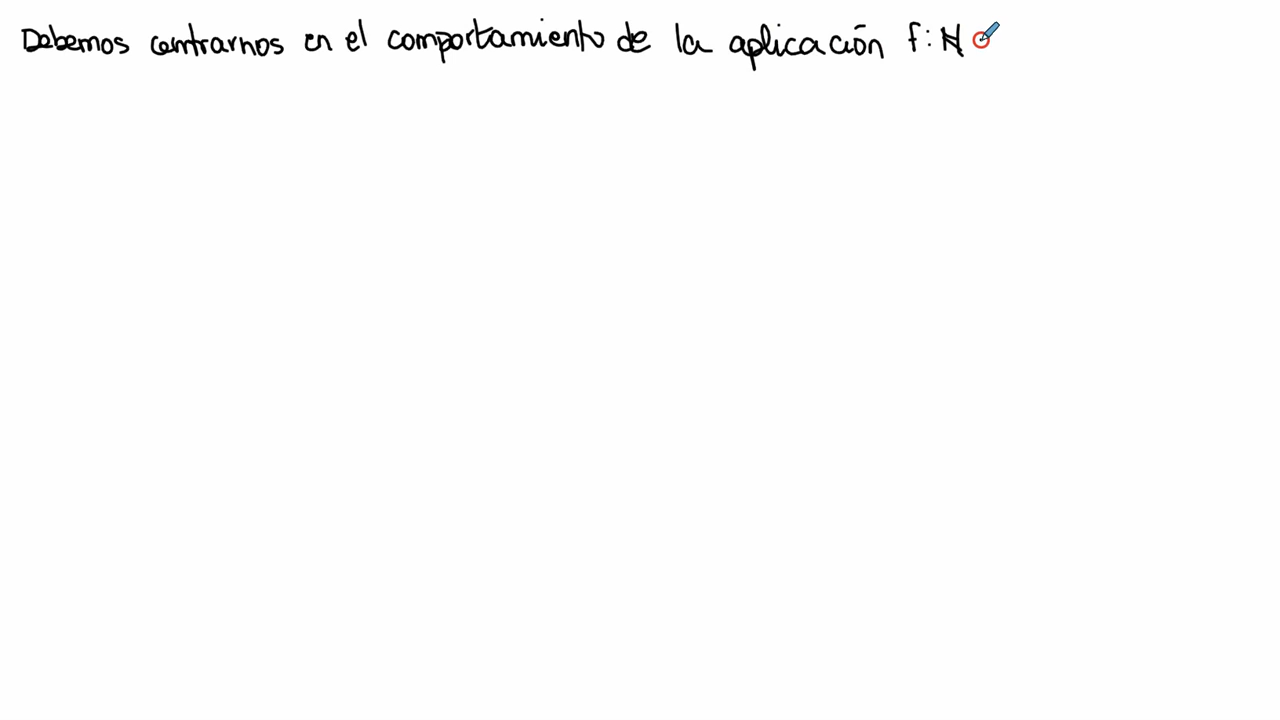 Debemos centrarnos en el comportamiento de la aplicación f: ℕ